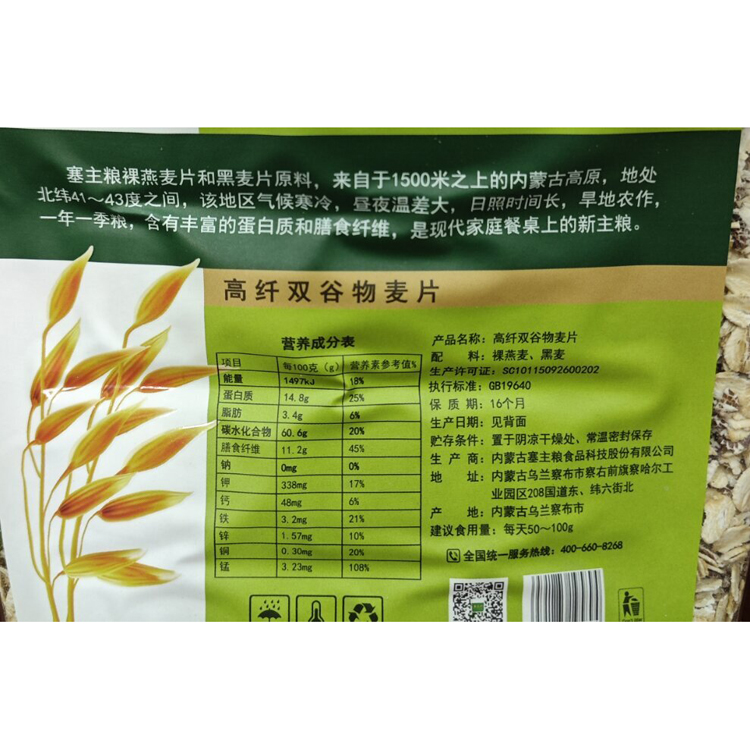 塞主粮裸燕麦片和黑麦片原料，来自于1500米之上的内蒙古高原，地处
北纬41～43度之间，该地区气候寒冷，昼夜温差大，日照时间长，旱地农作，
一年一季粮，含有丰富的蛋白质和膳食纤维，是现代家庭餐桌上的新主粮。
高纤双谷物麦片
营养成分表
项目 每100克（g） 营养素参考值%
能量 1497kJ 18%
蛋白质 14.8g 25%
脂肪 3.4g 6%
碳水化合物 60.6g 20%
膳食纤维 11.2g 45%
钠 0mg 0%
钾 338mg 17%
钙 48mg 6%
铁 3.2mg 21%
锌 1.57mg 10%
铜 0.30mg 20%
锰 3.23mg 108%
产品名称：高纤双谷物麦片
配 料：裸燕麦、黑麦
生产许可证：SC10115092600202
执行标准：GB19640
保 质 期：16个月
生产日期：见背面
贮存条件：置于阴凉干燥处、常温密封保存
生 产 商：内蒙古塞主粮食品科技股份有限公司
地 址：内蒙古乌兰察布市察右前旗察哈尔工
业园区208国道东、纬六街北
产 地：内蒙古乌兰察布市
建议食用量：每天50～100g
全国统一服务热线：400-660-8268